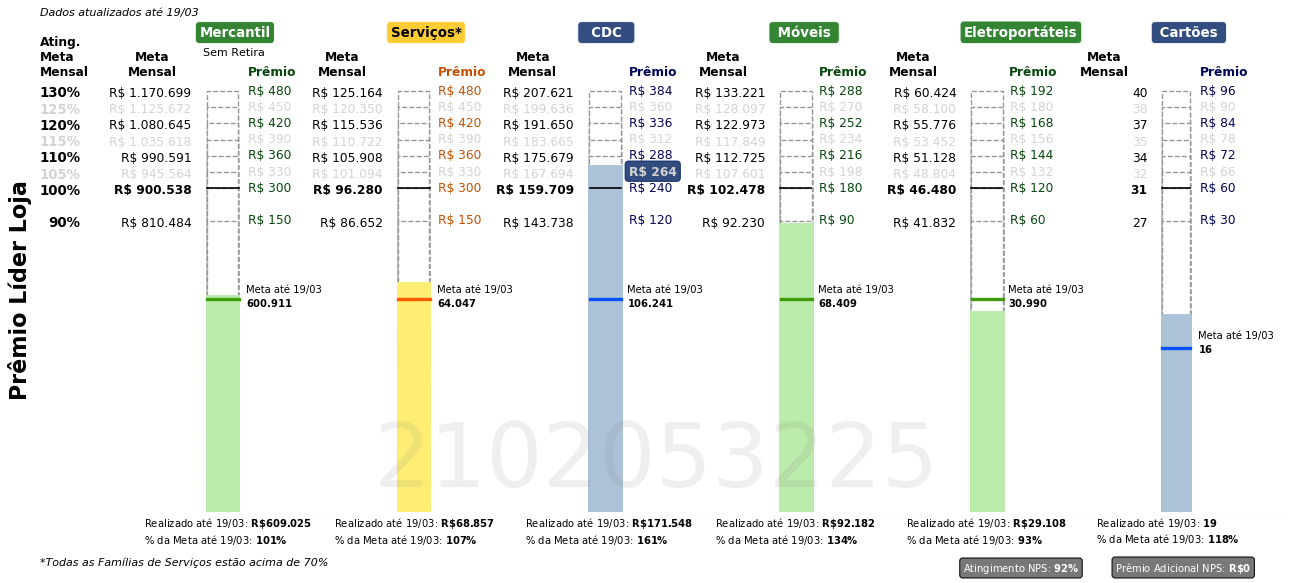 Dados atualizados até 19/03
Mercantil Serviços* CDC Móveis Eletroportáteis Cartões
Sem Retira
Ating. Meta Mensal Meta Mensal Prêmio Meta Mensal Prêmio Meta Mensal Prêmio Meta Mensal Prêmio Meta Mensal Prêmio Meta Mensal Prêmio
130% R$ 1.170.699 R$ 480 R$ 125.164 R$ 480 R$ 207.621 R$ 384 R$ 133.221 R$ 288 R$ 60.424 R$ 192 40 R$ 96
125% R$ 1.125.672 R$ 450 R$ 120.350 R$ 450 R$ 199.636 R$ 360 R$ 128.097 R$ 270 R$ 58.100 R$ 180 38 R$ 90
120% R$ 1.080.645 R$ 420 R$ 115.536 R$ 420 R$ 191.650 R$ 336 R$ 122.973 R$ 252 R$ 55.776 R$ 168 37 R$ 84
115% R$ 1.035.618 R$ 390 R$ 110.722 R$ 390 R$ 183.665 R$ 312 R$ 117.849 R$ 234 R$ 53.452 R$ 156 35 R$ 78
110% R$ 990.591 R$ 360 R$ 105.908 R$ 360 R$ 175.679 R$ 288 R$ 112.725 R$ 216 R$ 51.128 R$ 144 34 R$ 72
105% R$ 945.564 R$ 330 R$ 101.094 R$ 330 R$ 167.694 R$ 264 R$ 107.601 R$ 198 R$ 48.804 R$ 132 32 R$ 66
100% R$ 900.538 R$ 300 R$ 96.280 R$ 300 R$ 159.709 R$ 240 R$ 102.478 R$ 180 R$ 46.480 R$ 120 31 R$ 60
90% R$ 810.484 R$ 150 R$ 86.652 R$ 150 R$ 143.738 R$ 120 R$ 92.230 R$ 90 R$ 41.832 R$ 60 27 R$ 30
Prêmio Líder Loja
Meta até 19/03 Meta até 19/03 Meta até 19/03 Meta até 19/03 Meta até 19/03
600.911 64.047 106.241 68.409 30.990
Meta até 19/03
16
2102053225
Realizado até 19/03: R$609.025 Realizado até 19/03: R$68.857 Realizado até 19/03: R$171.548 Realizado até 19/03: R$92.182 Realizado até 19/03: R$29.108 Realizado até 19/03: 19
% da Meta até 19/03: 101% % da Meta até 19/03: 107% % da Meta até 19/03: 161% % da Meta até 19/03: 134% % da Meta até 19/03: 93% % da Meta até 19/03: 118%
*Todas as Famílias de Serviços estão acima de 70%
Atingimento NPS: 92% Prêmio Adicional NPS: R$0